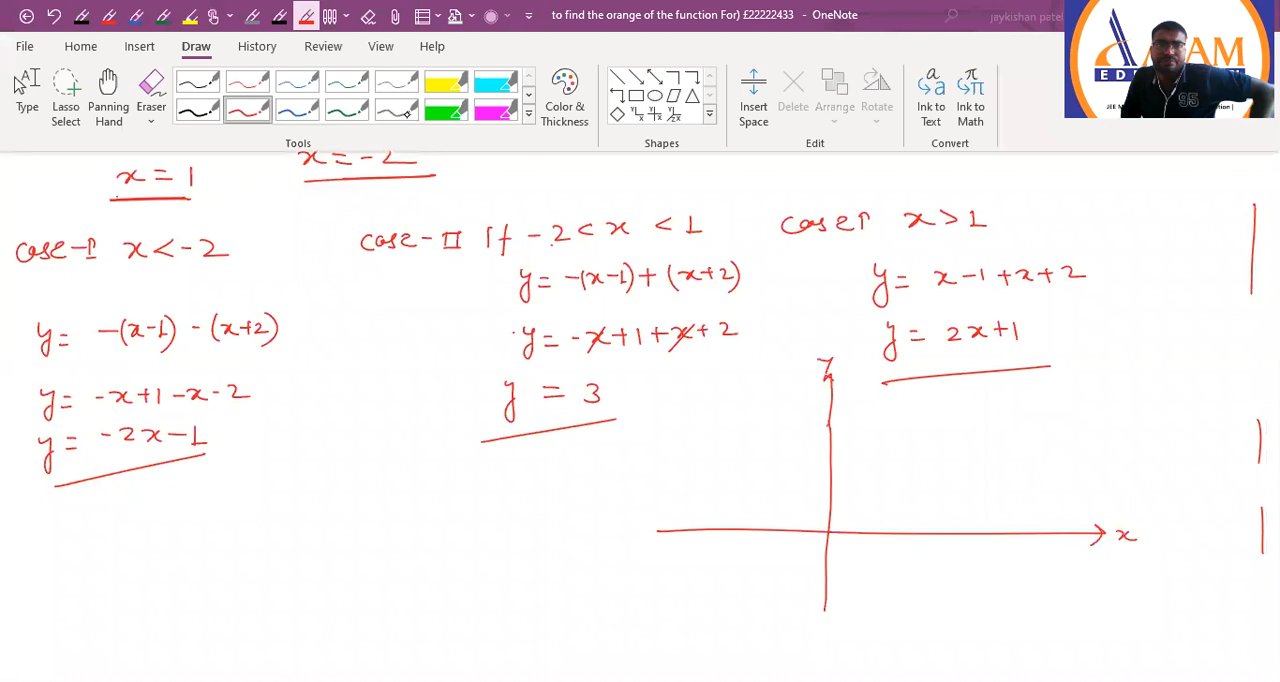 to find the orange of the function For) £22222433 - OneNote
jaykishan patel
File Home Insert Draw History Review View Help
Type
Lasso Select
Panning Hand
Eraser
Color & Thickness
Insert Space
Delete
Arrange
Rotate
Ink to Text
Ink to Math
Tools
Shapes
Edit
Convert
95
x = 1
x = -2
case-I x < -2
y = -(x-1) - (x+2)
y = -x+1-x-2
y = -2x-1
case-II If -2 < x < 1
y = -(x-1) + (x+2)
y = -x+1+x+2
y = 3
x > 1
y = x-1+x+2
y = 2x+1
y
x